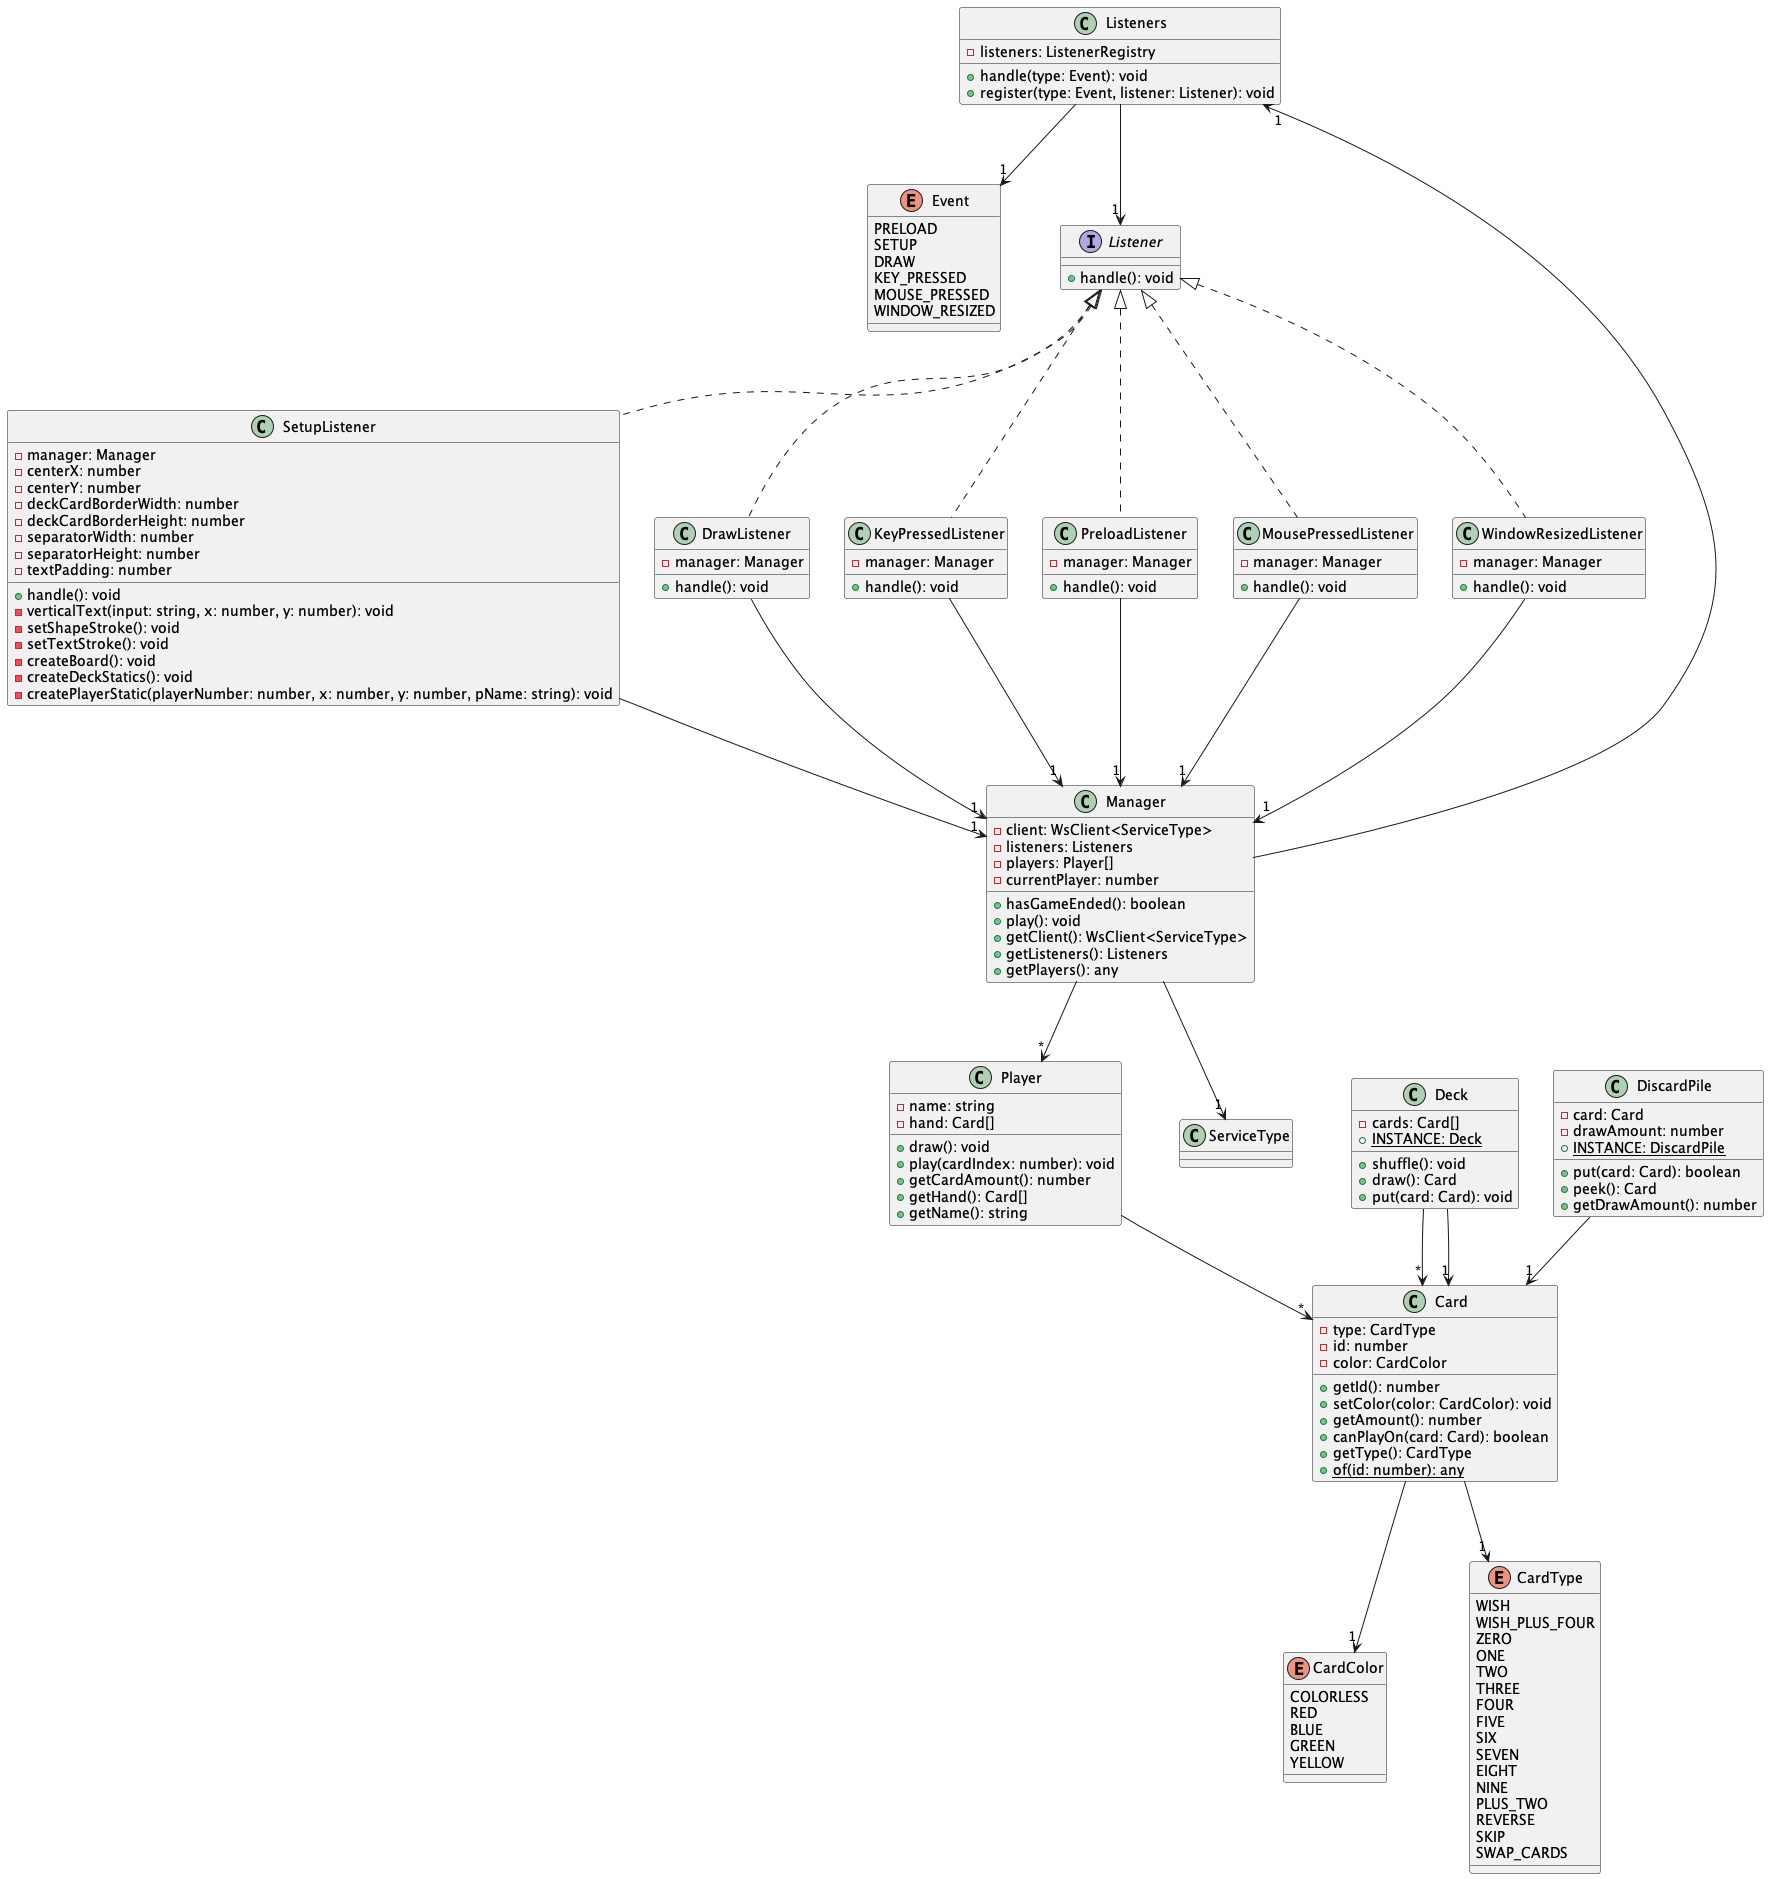 C Listeners
listeners: ListenerRegistry
handle(type: Event): void
register(type: Event, listener: Listener): void
1
1
1
E Event
PRELOAD
SETUP
DRAW
KEY_PRESSED
MOUSE_PRESSED
WINDOW_RESIZED
I Listener
handle(): void
C SetupListener
manager: Manager
centerX: number
centerY: number
deckCardBorderWidth: number
deckCardBorderHeight: number
separatorWidth: number
separatorHeight: number
textPadding: number
handle(): void
verticalText(input: string, x: number, y: number): void
setShapeStroke(): void
setTextStroke(): void
createBoard(): void
createDeckStatics(): void
createPlayerStatic(playerNumber: number, x: number, y: number, pName: string): void
C DrawListener
manager: Manager
handle(): void
C KeyPressedListener
manager: Manager
handle(): void
C PreloadListener
manager: Manager
handle(): void
C MousePressedListener
manager: Manager
handle(): void
C WindowResizedListener
manager: Manager
handle(): void
1
1
1
1
1
1
C Manager
client: WsClient<ServiceType>
listeners: Listeners
players: Player[]
currentPlayer: number
hasGameEnded(): boolean
play(): void
getClient(): WsClient<ServiceType>
getListeners(): Listeners
getPlayers(): any
*
1
C Player
name: string
hand: Card[]
draw(): void
play(cardIndex: number): void
getCardAmount(): number
getHand(): Card[]
getName(): string
C ServiceType
C Deck
cards: Card[]
INSTANCE: Deck
shuffle(): void
draw(): Card
put(card: Card): void
C DiscardPile
card: Card
drawAmount: number
INSTANCE: DiscardPile
put(card: Card): boolean
peek(): Card
getDrawAmount(): number
*
*
1
1
C Card
type: CardType
id: number
color: CardColor
getId(): number
setColor(color: CardColor): void
getAmount(): number
canPlayOn(card: Card): boolean
getType(): CardType
of(id: number): any
1
1
E CardColor
COLORLESS
RED
BLUE
GREEN
YELLOW
E CardType
WISH
WISH_PLUS_FOUR
ZERO
ONE
TWO
THREE
FOUR
FIVE
SIX
SEVEN
EIGHT
NINE
PLUS_TWO
REVERSE
SKIP
SWAP_CARDS